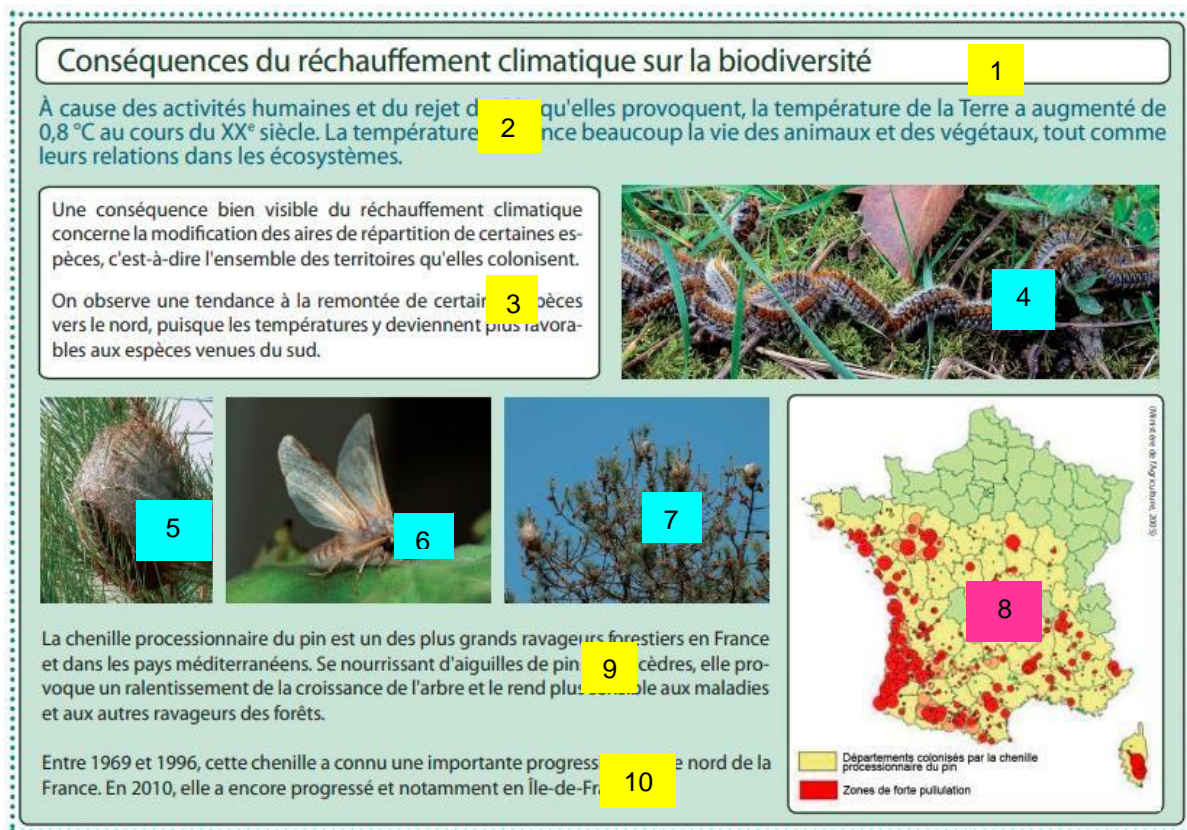 Conséquences du réchauffement climatique sur la biodiversité
1
À cause des activités humaines et du rejet qu'elles provoquent, la température de la Terre a augmenté de
0,8 °C au cours du XXe siècle. La température beaucoup la vie des animaux et des végétaux, tout comme
leurs relations dans les écosystèmes.
2
Une conséquence bien visible du réchauffement climatique
concerne la modification des aires de répartition de certaines es-
pèces, c'est-à-dire l'ensemble des territoires qu'elles colonisent.
On observe une tendance à la remontée de
vers le nord, puisque les températures y deviennent plus favora-
bles aux espèces venues du sud.
3
4
5
6
7
(Ministère de l'Agriculture, 2005)
8
Départements colonisés par la chenille
processionnaire du pin
Zones de forte pullulation
La chenille processionnaire du pin est un des plus grands ravageurs forestiers en France
et dans les pays méditerranéens. Se nourrissant d'aiguilles de cèdres, elle pro-
voque un ralentissement de la croissance de l'arbre et le rend plus aux maladies
et aux autres ravageurs des forêts.
9
Entre 1969 et 1996, cette chenille a connu une importante nord de la
France. En 2010, elle a encore progressé et notamment en
10